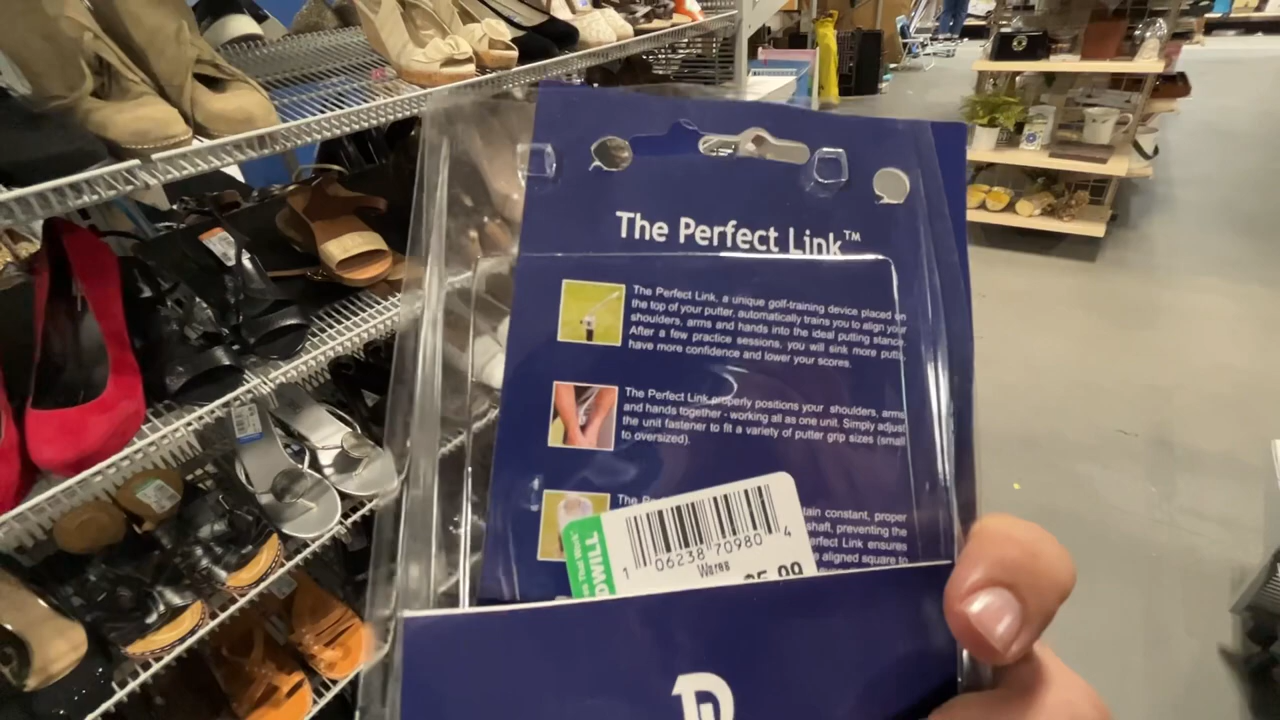 The Perfect Link™
The Perfect Link, a unique golf-training device placed on
the top of your putter, automatically trains you to align your
shoulders, arms and hands into the ideal putting stance.
After a few practice sessions, you will sink more putts,
have more confidence and lower your scores.
The Perfect Link properly positions your shoulders, arms
and hands together - working all as one unit. Simply adjust
the unit fastener to fit a variety of putter grip sizes (small
to oversized).
The
tain constant, proper
shaft, preventing the
erfect Link ensures
aligned square to
That Work
1 06238 70980 4
Wares
5.99